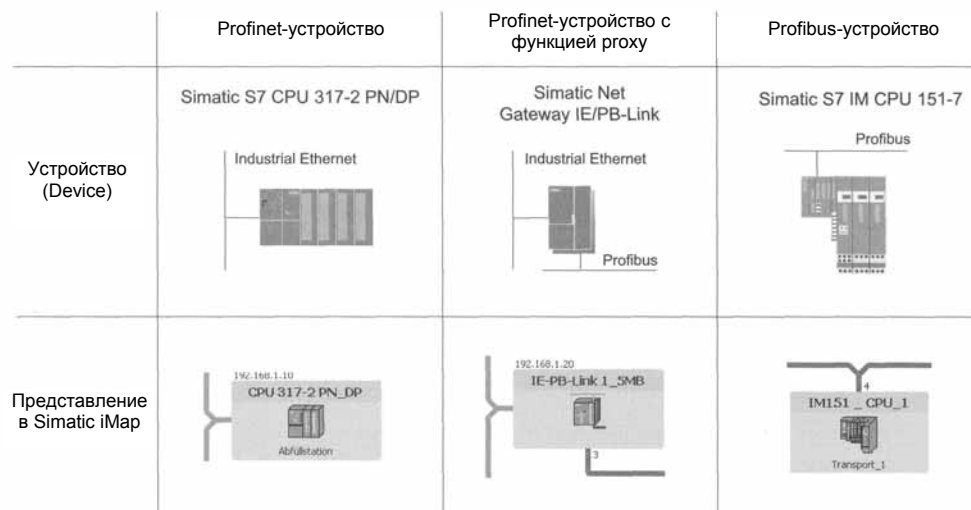 Profinet-устройство
Profinet-устройство с
функцией proxy
Profibus-устройство
Устройство
(Device)
Simatic S7 CPU 317-2 PN/DP
Industrial Ethernet
Simatic Net
Gateway IE/PB-Link
Industrial Ethernet
Profibus
Simatic S7 IM CPU 151-7
Profibus
Представление
в Simatic iMap
192.168.1.10
CPU 317-2 PN_DP
Abfüllstation
192.168.1.20
IE-PB-Link 1_5MB
3
4
IM151 _ CPU_1
Transport_1